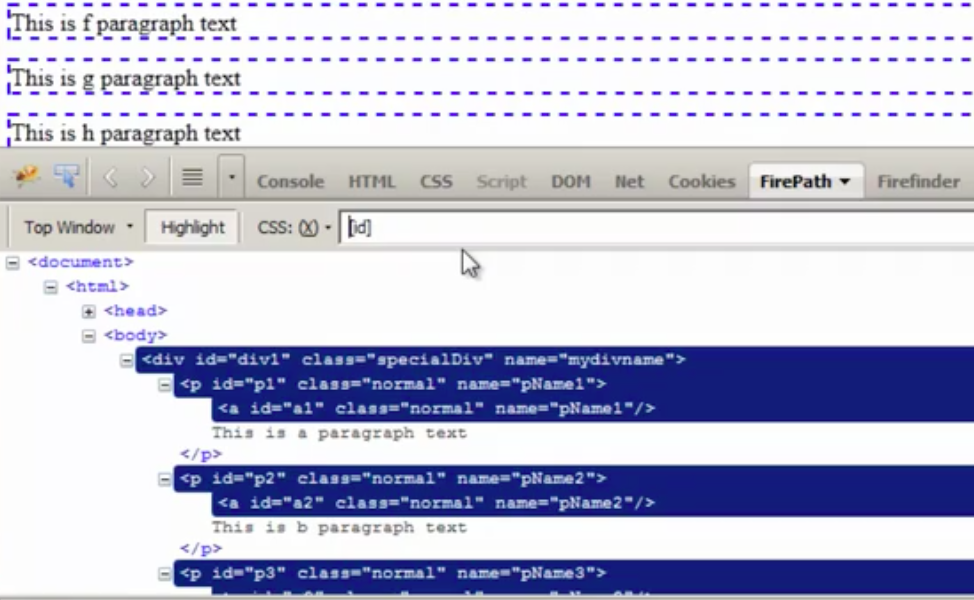 This is f paragraph text
This is g paragraph text
This is h paragraph text
Console HTML CSS Script DOM Net Cookies FirePath Firefinder
Top Window Highlight CSS: (X) [id]
<document>
<html>
<head>
<body>
<div id="div1" class="specialDiv" name="mydivname">
<p id="p1" class="normal" name="pName1">
<a id="a1" class="normal" name="pName1"/>
This is a paragraph text
</p>
<p id="p2" class="normal" name="pName2">
<a id="a2" class="normal" name="pName2"/>
This is b paragraph text
</p>
<p id="p3" class="normal" name="pName3">